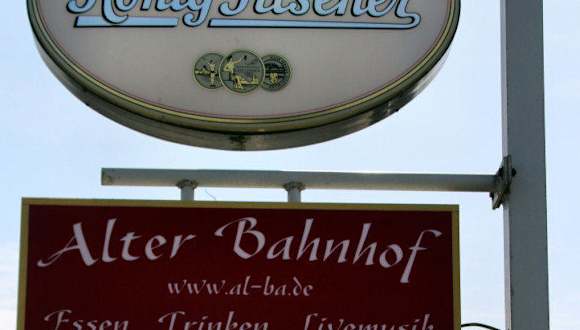 König Pilsener
Alter Bahnhof
www.al-ba.de
Essen Trinken Livemusik